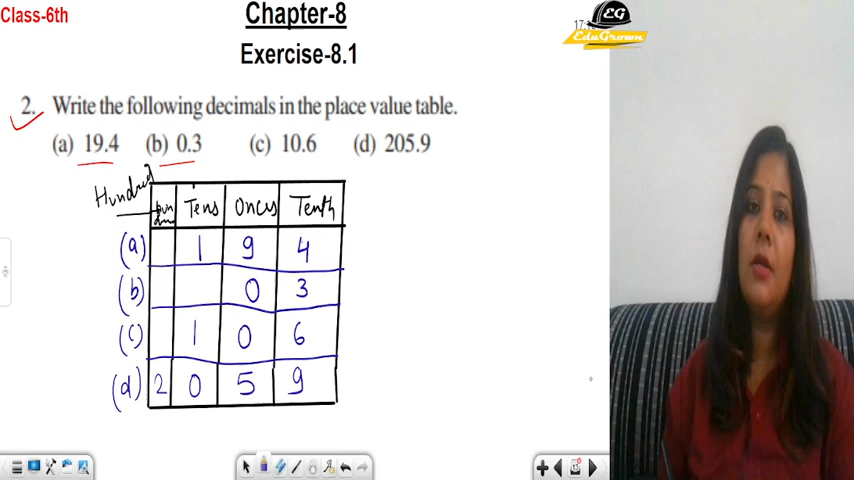 Class-6th
Chapter-8
Exercise-8.1
EG
EduGrown
2. Write the following decimals in the place value table.
(a) 19.4 (b) 0.3 (c) 10.6 (d) 205.9
Hundred
Tens Onces Tenth
(a) 1 9 4
(b) 0 3
(c) 1 0 6
(d) 2 0 5 9